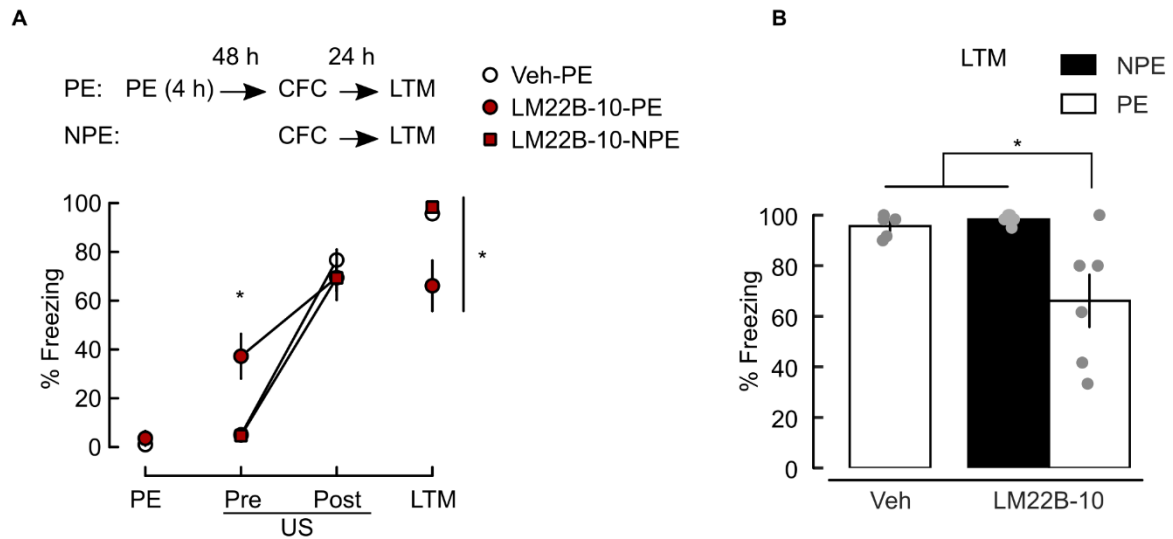 A
48 h 24 h
PE: PE (4 h) CFC LTM
NPE: CFC LTM
Veh-PE
LM22B-10-PE
LM22B-10-NPE
% Freezing
100
80
60
40
20
0
*
*
PE Pre Post LTM
US
B
LTM
NPE
PE
*
% Freezing
100
80
60
40
20
0
Veh LM22B-10